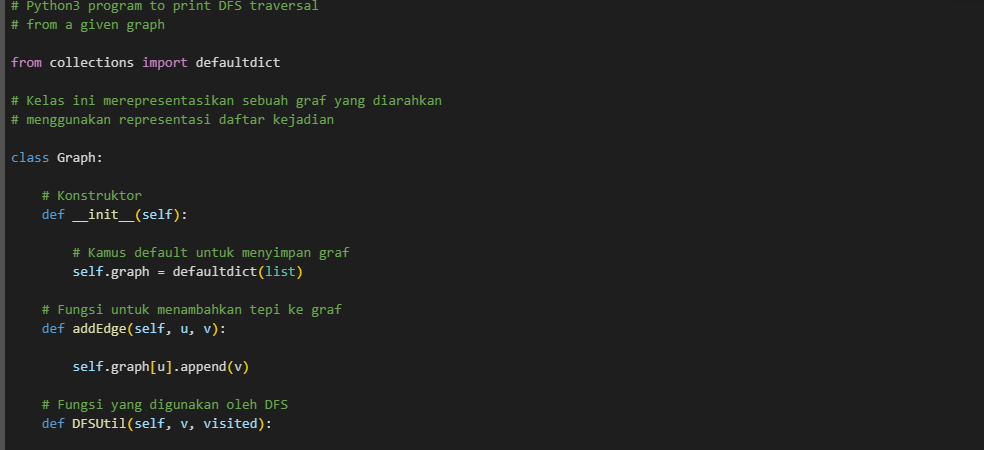 # Python3 program to print DFS traversal
# from a given graph
from collections import defaultdict
# Kelas ini merepresentasikan sebuah graf yang diarahkan
# menggunakan representasi daftar kejadian
class Graph:
# Konstruktor
def __init__(self):
# Kamus default untuk menyimpan graf
self.graph = defaultdict(list)
# Fungsi untuk menambahkan tepi ke graf
def addEdge(self, u, v):
self.graph[u].append(v)
# Fungsi yang digunakan oleh DFS
def DFSUtil(self, v, visited):